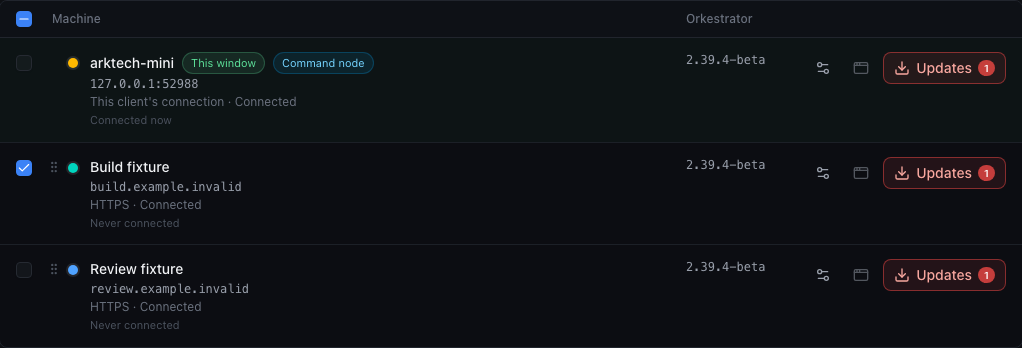 Machine Orkestrator
arktech-mini This window Command node 2.39.4-beta Updates 1
127.0.0.1:52988
This client's connection · Connected
Connected now
Build fixture 2.39.4-beta Updates 1
build.example.invalid
HTTPS · Connected
Never connected
Review fixture 2.39.4-beta Updates 1
review.example.invalid
HTTPS · Connected
Never connected